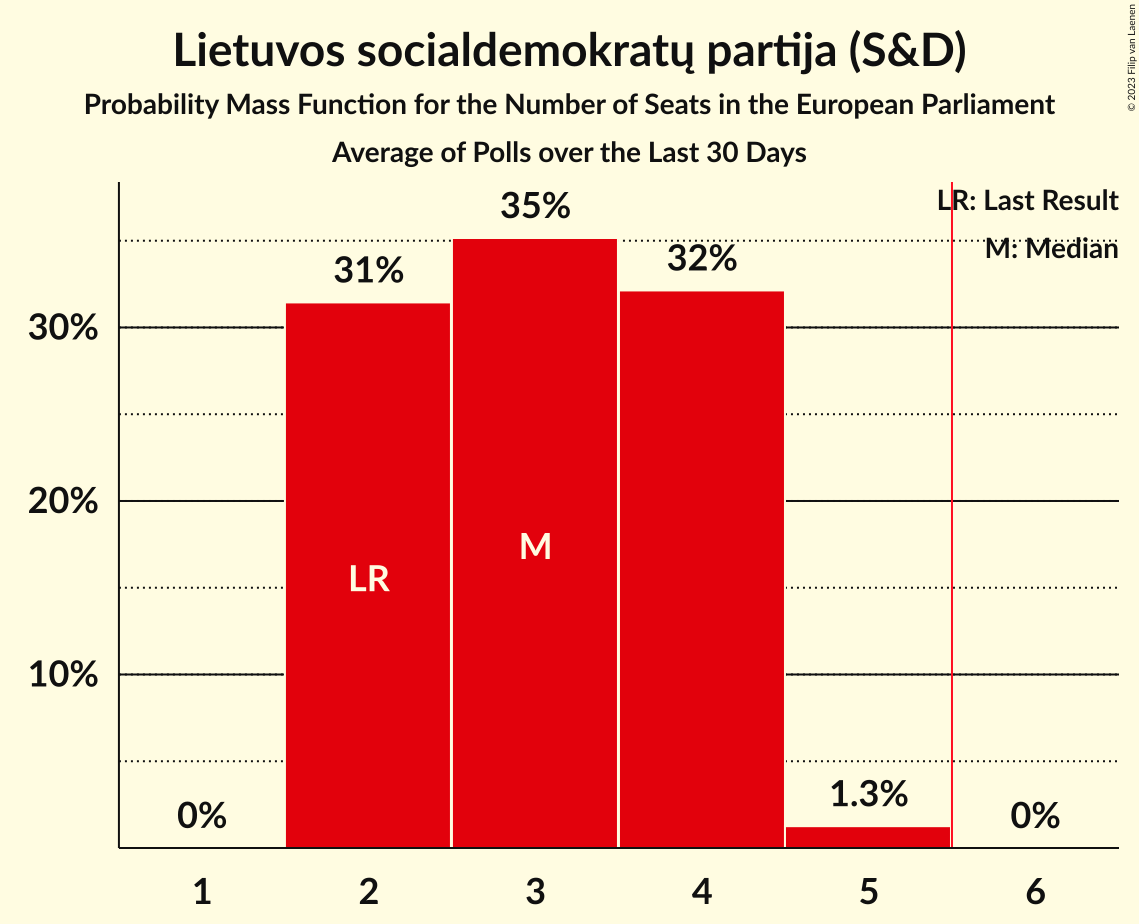 Lietuvos socialdemokratų partija (S&D)
Probability Mass Function for the Number of Seats in the European Parliament
Average of Polls over the Last 30 Days
© 2023 Filip van Laenen
LR: Last Result
M: Median
35%
32%
31%
30%
20%
10%
M
LR
1.3%
0%
0%
1 2 3 4 5 6